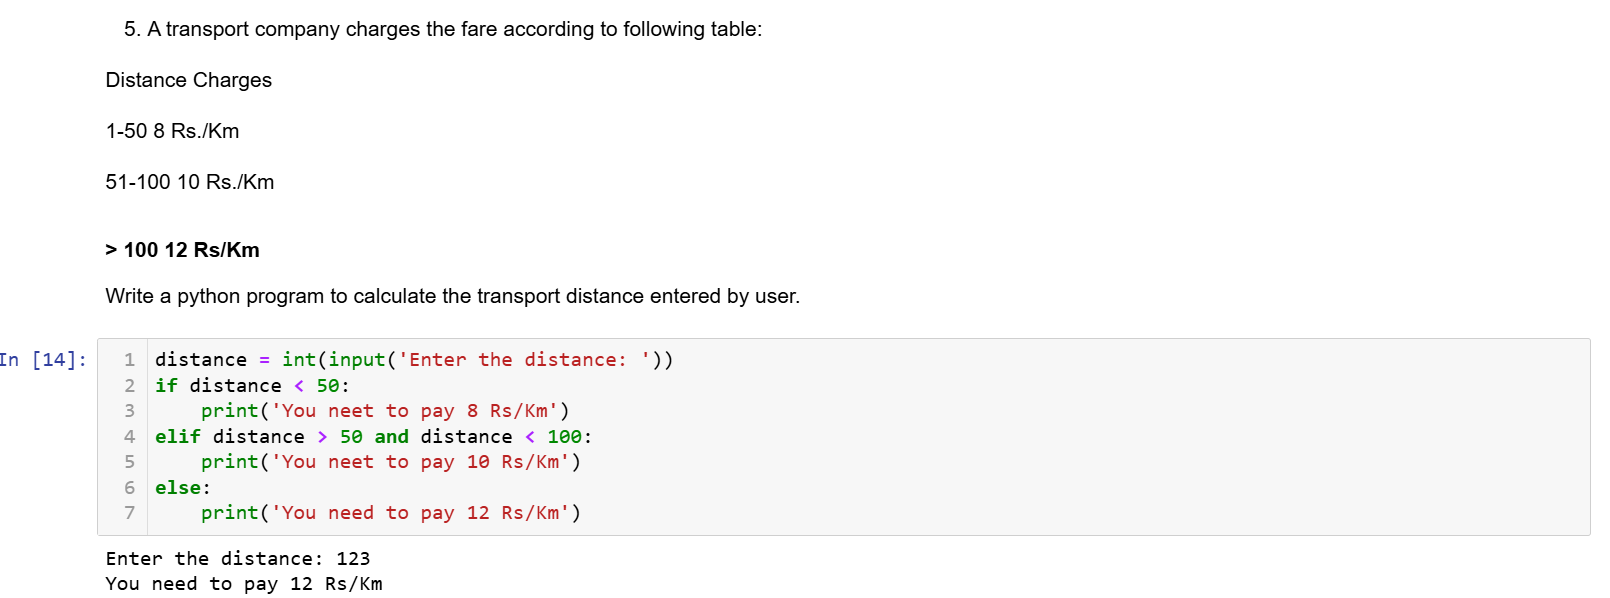 5. A transport company charges the fare according to following table:
Distance Charges
1-50 8 Rs./Km
51-100 10 Rs./Km
> 100 12 Rs/Km
Write a python program to calculate the transport distance entered by user.
In [14]:
1 distance = int(input('Enter the distance: '))
2 if distance < 50:
3     print('You neet to pay 8 Rs/Km')
4 elif distance > 50 and distance < 100:
5     print('You neet to pay 10 Rs/Km')
6 else:
7     print('You need to pay 12 Rs/Km')
Enter the distance: 123
You need to pay 12 Rs/Km